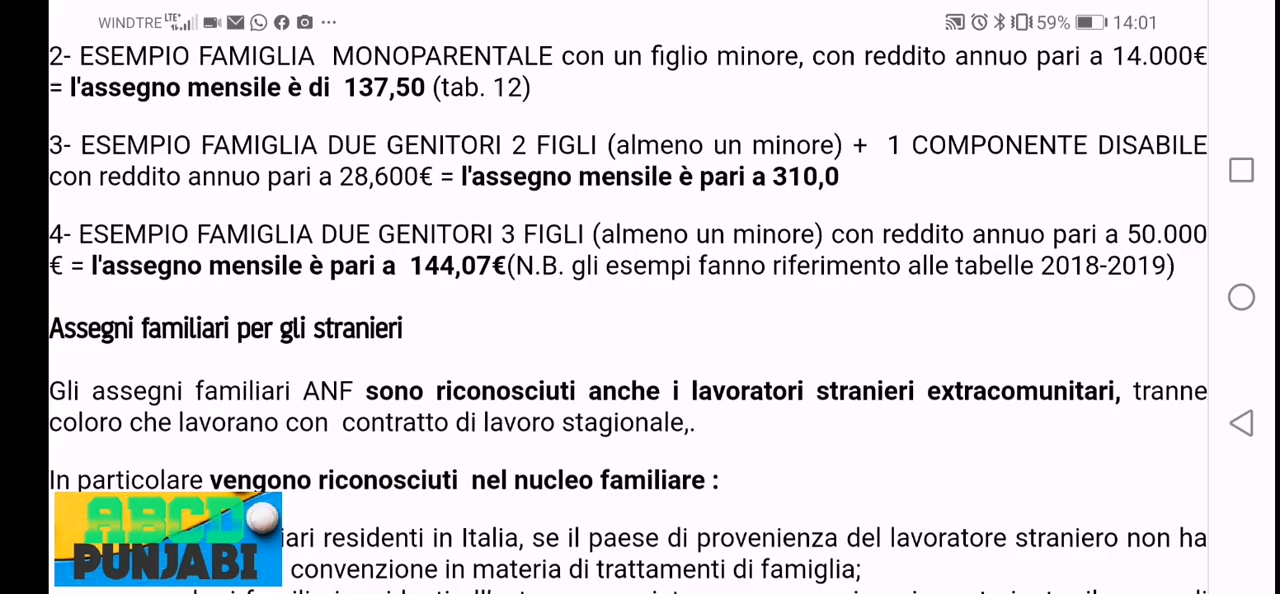 WINDTRE LTE+ 59% 14:01
2- ESEMPIO FAMIGLIA MONOPARENTALE con un figlio minore, con reddito annuo pari a 14.000€
= l'assegno mensile è di 137,50 (tab. 12)
3- ESEMPIO FAMIGLIA DUE GENITORI 2 FIGLI (almeno un minore) + 1 COMPONENTE DISABILE
con reddito annuo pari a 28,600€ = l'assegno mensile è pari a 310,0
4- ESEMPIO FAMIGLIA DUE GENITORI 3 FIGLI (almeno un minore) con reddito annuo pari a 50.000
€ = l'assegno mensile è pari a 144,07€(N.B. gli esempi fanno riferimento alle tabelle 2018-2019)
Assegni familiari per gli stranieri
Gli assegni familiari ANF sono riconosciuti anche i lavoratori stranieri extracomunitari, tranne
coloro che lavorano con contratto di lavoro stagionale,.
In particolare vengono riconosciuti nel nucleo familiare :
ABCD
PUNJABI
iari residenti in Italia, se il paese di provenienza del lavoratore straniero non ha
convenzione in materia di trattamenti di famiglia;